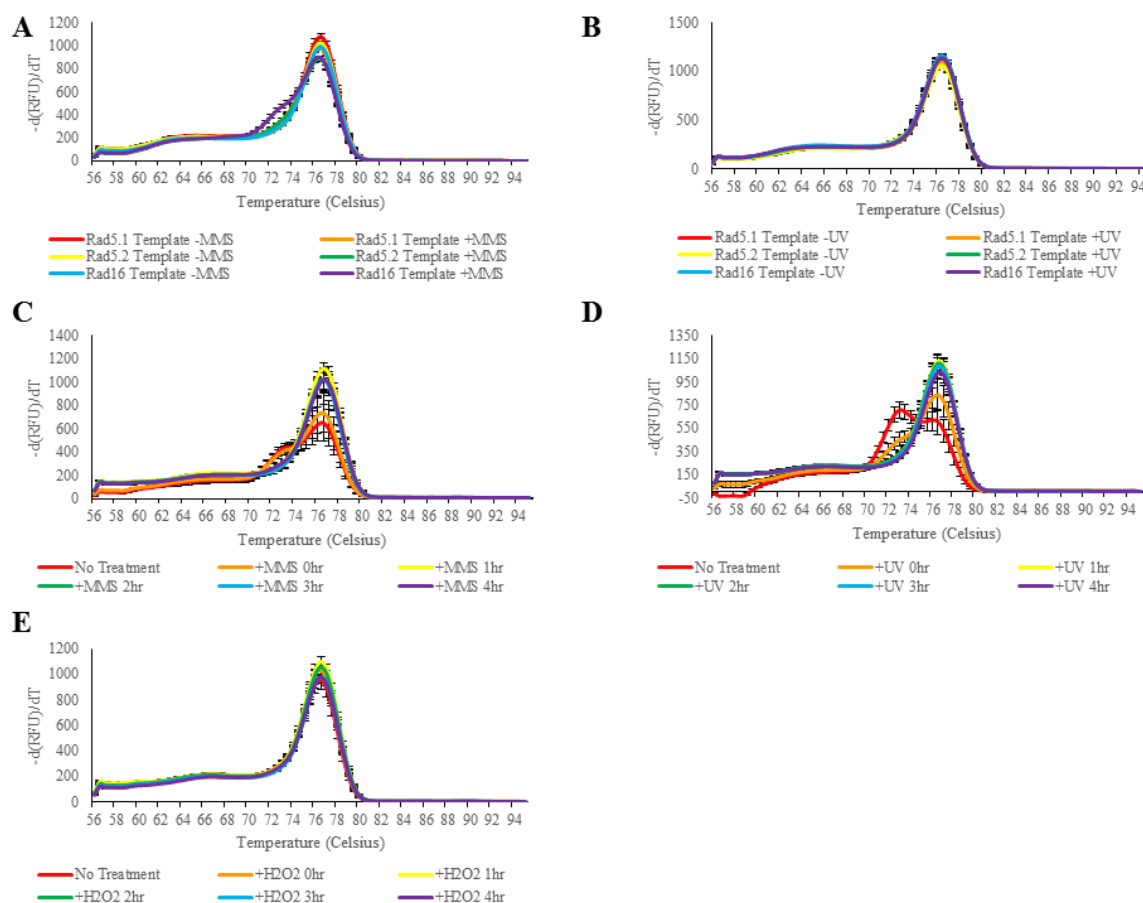 A
1200
1000
800
600
400
200
0
-d(RFU)/dT
56 58 60 62 64 66 68 70 72 74 76 78 80 82 84 86 88 90 92 94
Temperature (Celsius)
Rad5.1 Template -MMS
Rad5.1 Template +MMS
Rad5.2 Template -MMS
Rad5.2 Template +MMS
Rad16 Template -MMS
Rad16 Template +MMS
B
1500
1000
500
0
-d(RFU)/dT
56 58 60 62 64 66 68 70 72 74 76 78 80 82 84 86 88 90 92 94
Temperature (Celsius)
Rad5.1 Template -UV
Rad5.1 Template +UV
Rad5.2 Template -UV
Rad5.2 Template +UV
Rad16 Template -UV
Rad16 Template +UV
C
1400
1200
1000
800
600
400
200
0
-d(RFU)/dT
56 58 60 62 64 66 68 70 72 74 76 78 80 82 84 86 88 90 92 94
Temperature (Celsius)
No Treatment
+MMS 0hr
+MMS 1hr
+MMS 2hr
+MMS 3hr
+MMS 4hr
D
1350
1150
950
750
550
350
150
-50
-d(RFU)/dT
56 58 60 62 64 66 68 70 72 74 76 78 80 82 84 86 88 90 92 94
Temperature (Celsius)
No Treatment
+UV 0hr
+UV 1hr
+UV 2hr
+UV 3hr
+UV 4hr
E
1200
1000
800
600
400
200
0
-d(RFU)/dT
56 58 60 62 64 66 68 70 72 74 76 78 80 82 84 86 88 90 92 94
Temperature (Celsius)
No Treatment
+H2O2 0hr
+H2O2 1hr
+H2O2 2hr
+H2O2 3hr
+H2O2 4hr